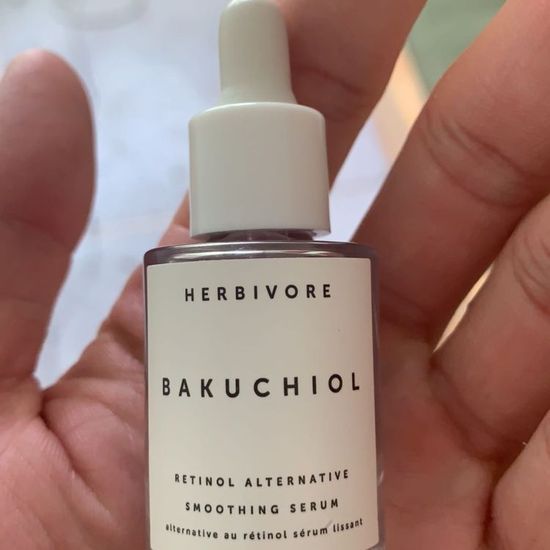 HERBIVORE
BAKUCHIOL
RETINOL ALTERNATIVE
SMOOTHING SERUM
alternative au rétinol sérum lissant